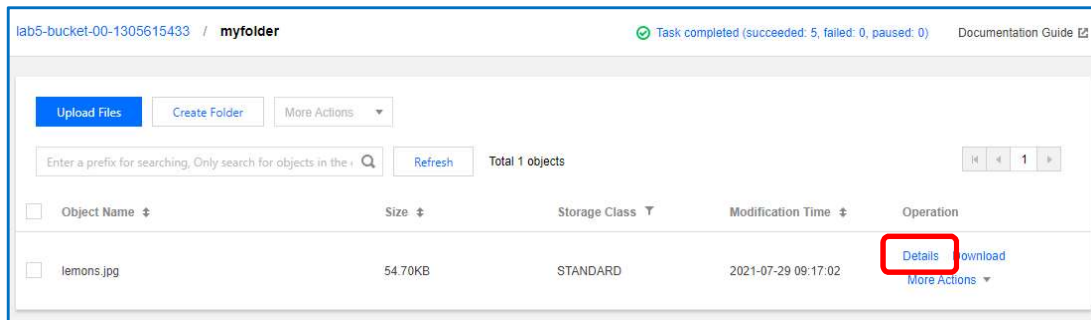 lab5-bucket-00-1305615433 / myfolder
Task completed (succeeded: 5, failed: 0, paused: 0) Documentation Guide
Upload Files Create Folder More Actions
Enter a prefix for searching, Only search for objects in the Refresh Total 1 objects 1
Object Name Size Storage Class Modification Time Operation
lemons.jpg 54.70KB STANDARD 2021-07-29 09:17:02 Details Download
More Actions